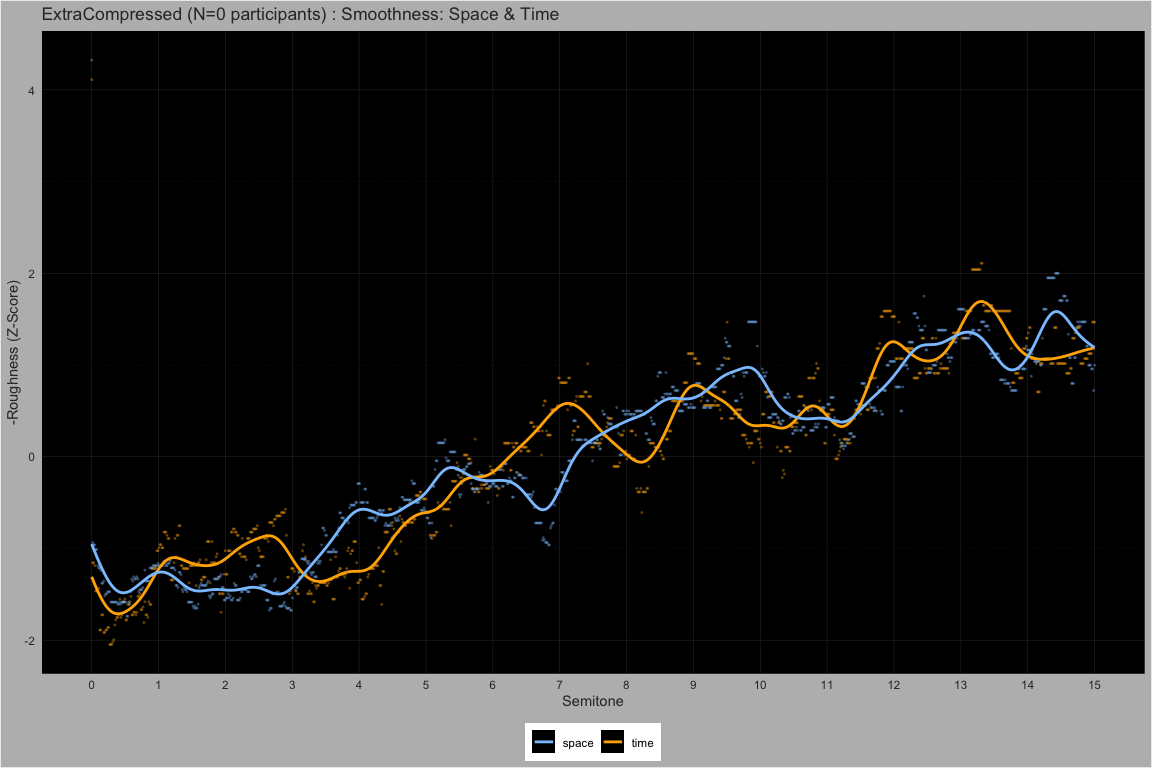 ExtraCompressed (N=0 participants) : Smoothness: Space & Time
-Roughness (Z-Score)
4
2
0
-2
0 1 2 3 4 5 6 7 8 9 10 11 12 13 14 15
Semitone
space time